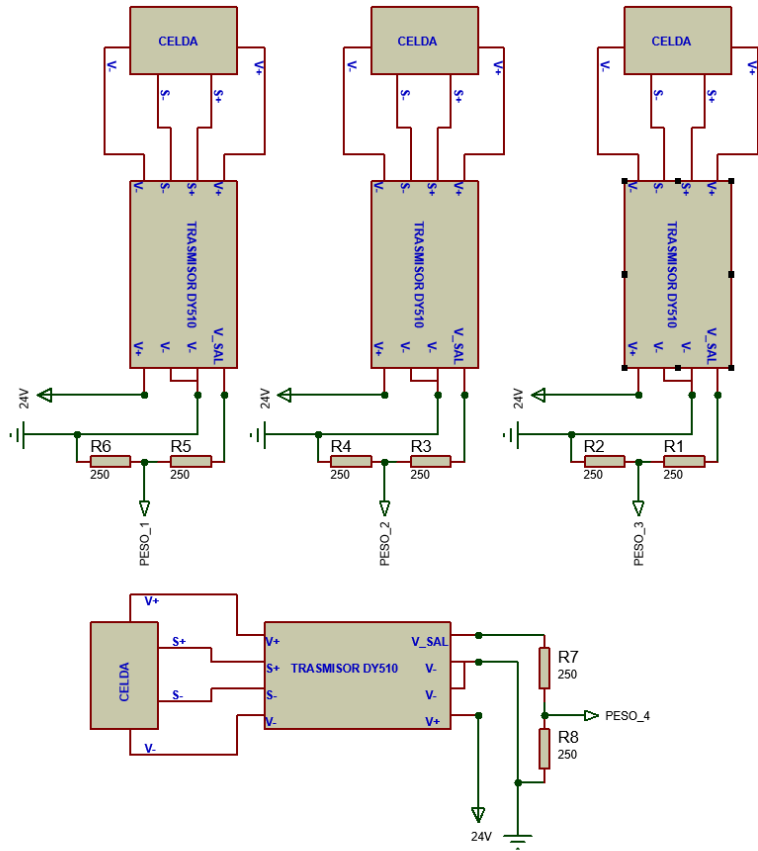 CELDA
V-
S-
S+
V+
V-
S-
S+
V+
TRASMISOR DY510
V+
V-
V-
V_SAL
24V
R6
250
R5
250
PESO_1
CELDA
V-
S-
S+
V+
V-
S-
S+
V+
TRASMISOR DY510
V+
V-
V-
V_SAL
24V
R4
250
R3
250
PESO_2
CELDA
V-
S-
S+
V+
V-
S-
S+
V+
TRASMISOR DY510
V+
V-
V-
V_SAL
24V
R2
250
R1
250
PESO_3
CELDA
V+
S+
S-
V-
V+
S+
S-
V-
TRASMISOR DY510
V_SAL
V-
V-
V+
R7
250
PESO_4
R8
250
24V